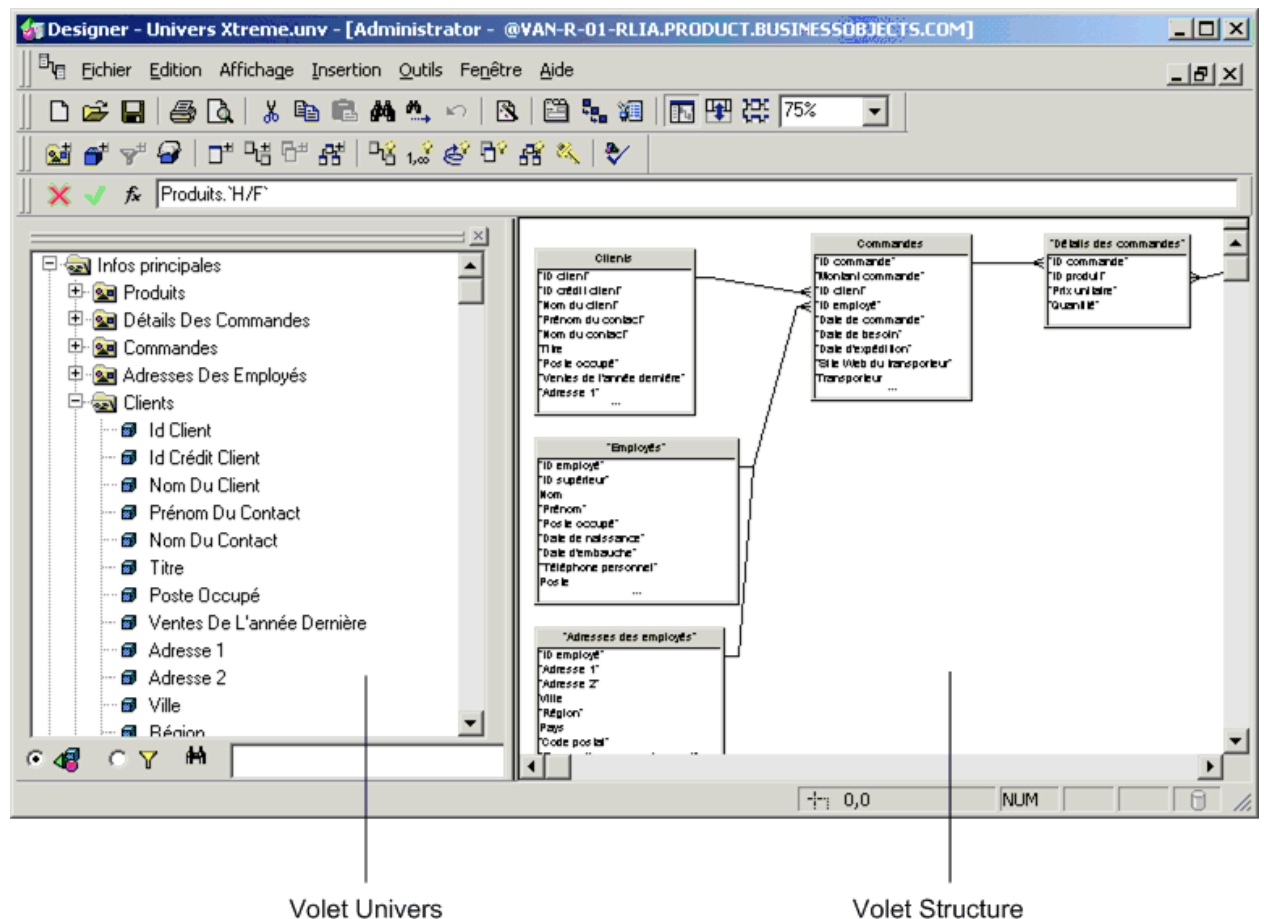 Designer - Univers Xtreme.unv - [Administrator - @VAN-R-01-RLIA.PRODUCT.BUSINESSOBJECTS.COM]
Fichier Edition Affichage Insertion Outils Fenêtre Aide
75%
Produits.`H/F`
Infos principales
Produits
Détails Des Commandes
Commandes
Adresses Des Employés
Clients
Id Client
Id Crédit Client
Nom Du Client
Prénom Du Contact
Nom Du Contact
Titre
Poste Occupé
Ventes De L'année Dernière
Adresse 1
Adresse 2
Ville
Région
Clients
"ID client"
"ID crédit client"
"Nom du client"
"Prénom du contact"
"Nom du contact"
Titre
"Poste occupé"
"Ventes de l'année dernière"
"Adresse 1"
...
Commandes
"ID commande"
"Montant commande"
"ID client"
"ID employé"
"Date de commande"
"Date de besoin"
"Date d'expédition"
"Site Web du transporteur"
Transporteur
...
"Détails des commandes"
"ID commande"
"ID produit"
"Prix unitaire"
"Quantité"
"Employés"
"ID employé"
"ID supérieur"
Nom
"Prénom"
"Poste occupé"
"Date de naissance"
"Date d'embauche"
"Téléphone personnel"
Poste
...
"Adresses des employés"
"ID employé"
"Adresse 1"
"Adresse 2"
Ville
"Région"
Pays
"Code postal"
0,0
NUM
Volet Univers
Volet Structure